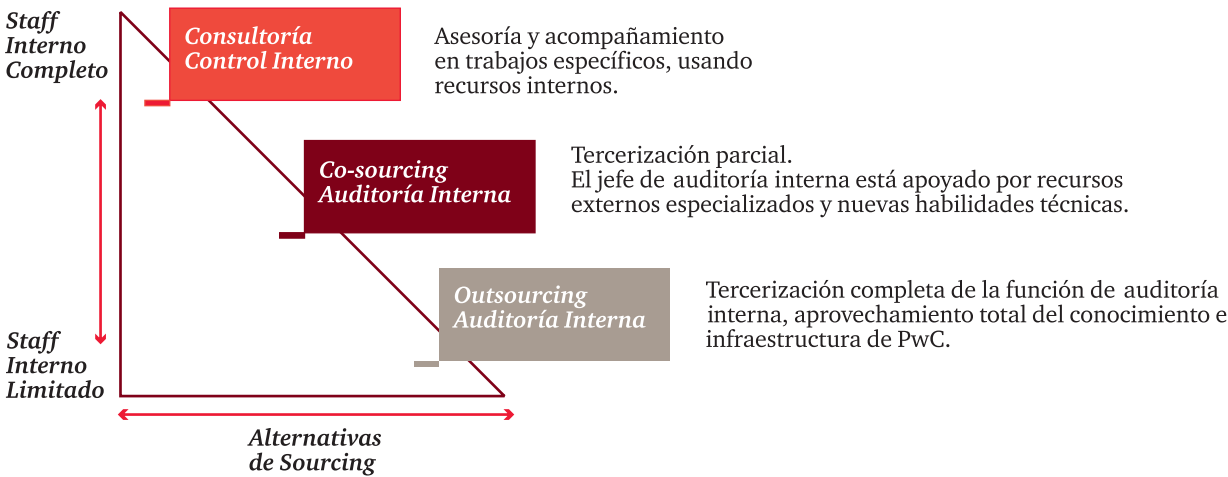 Staff
Interno
Completo
Consultoría
Control Interno
Asesoría y acompañamiento
en trabajos específicos, usando
recursos internos.
Co-sourcing
Auditoría Interna
Tercerización parcial.
El jefe de auditoría interna está apoyado por recursos
externos especializados y nuevas habilidades técnicas.
Outsourcing
Auditoría Interna
Tercerización completa de la función de auditoría
interna, aprovechamiento total del conocimiento e
infraestructura de PwC.
Staff
Interno
Limitado
Alternativas
de Sourcing